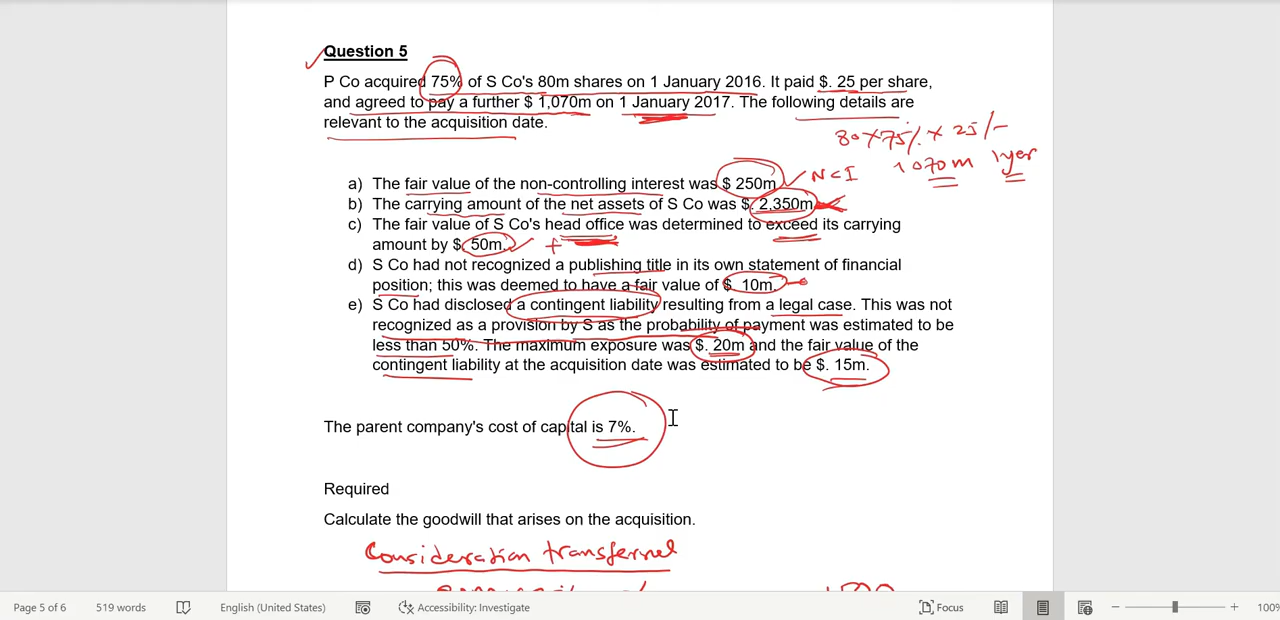 Question 5
P Co acquired 75% of S Co's 80m shares on 1 January 2016. It paid $. 25 per share,
and agreed to pay a further $ 1,070m on 1 January 2017. The following details are
relevant to the acquisition date.
80 x 75% x 25/-
1070m 1yer
a) The fair value of the non-controlling interest was $ 250m
NCI
b) The carrying amount of the net assets of S Co was $. 2,350m
c) The fair value of S Co's head office was determined to exceed its carrying
amount by $. 50m.
+
d) S Co had not recognized a publishing title in its own statement of financial
position; this was deemed to have a fair value of $ 10m.
e) S Co had disclosed a contingent liability resulting from a legal case. This was not
recognized as a provision by S as the probability of payment was estimated to be
less than 50%. The maximum exposure was $. 20m and the fair value of the
contingent liability at the acquisition date was estimated to be $. 15m.
The parent company's cost of capital is 7%.
Required
Calculate the goodwill that arises on the acquisition.
Consideration transferred
Page 5 of 6
519 words
English (United States)
Accessibility: Investigate
Focus
100%